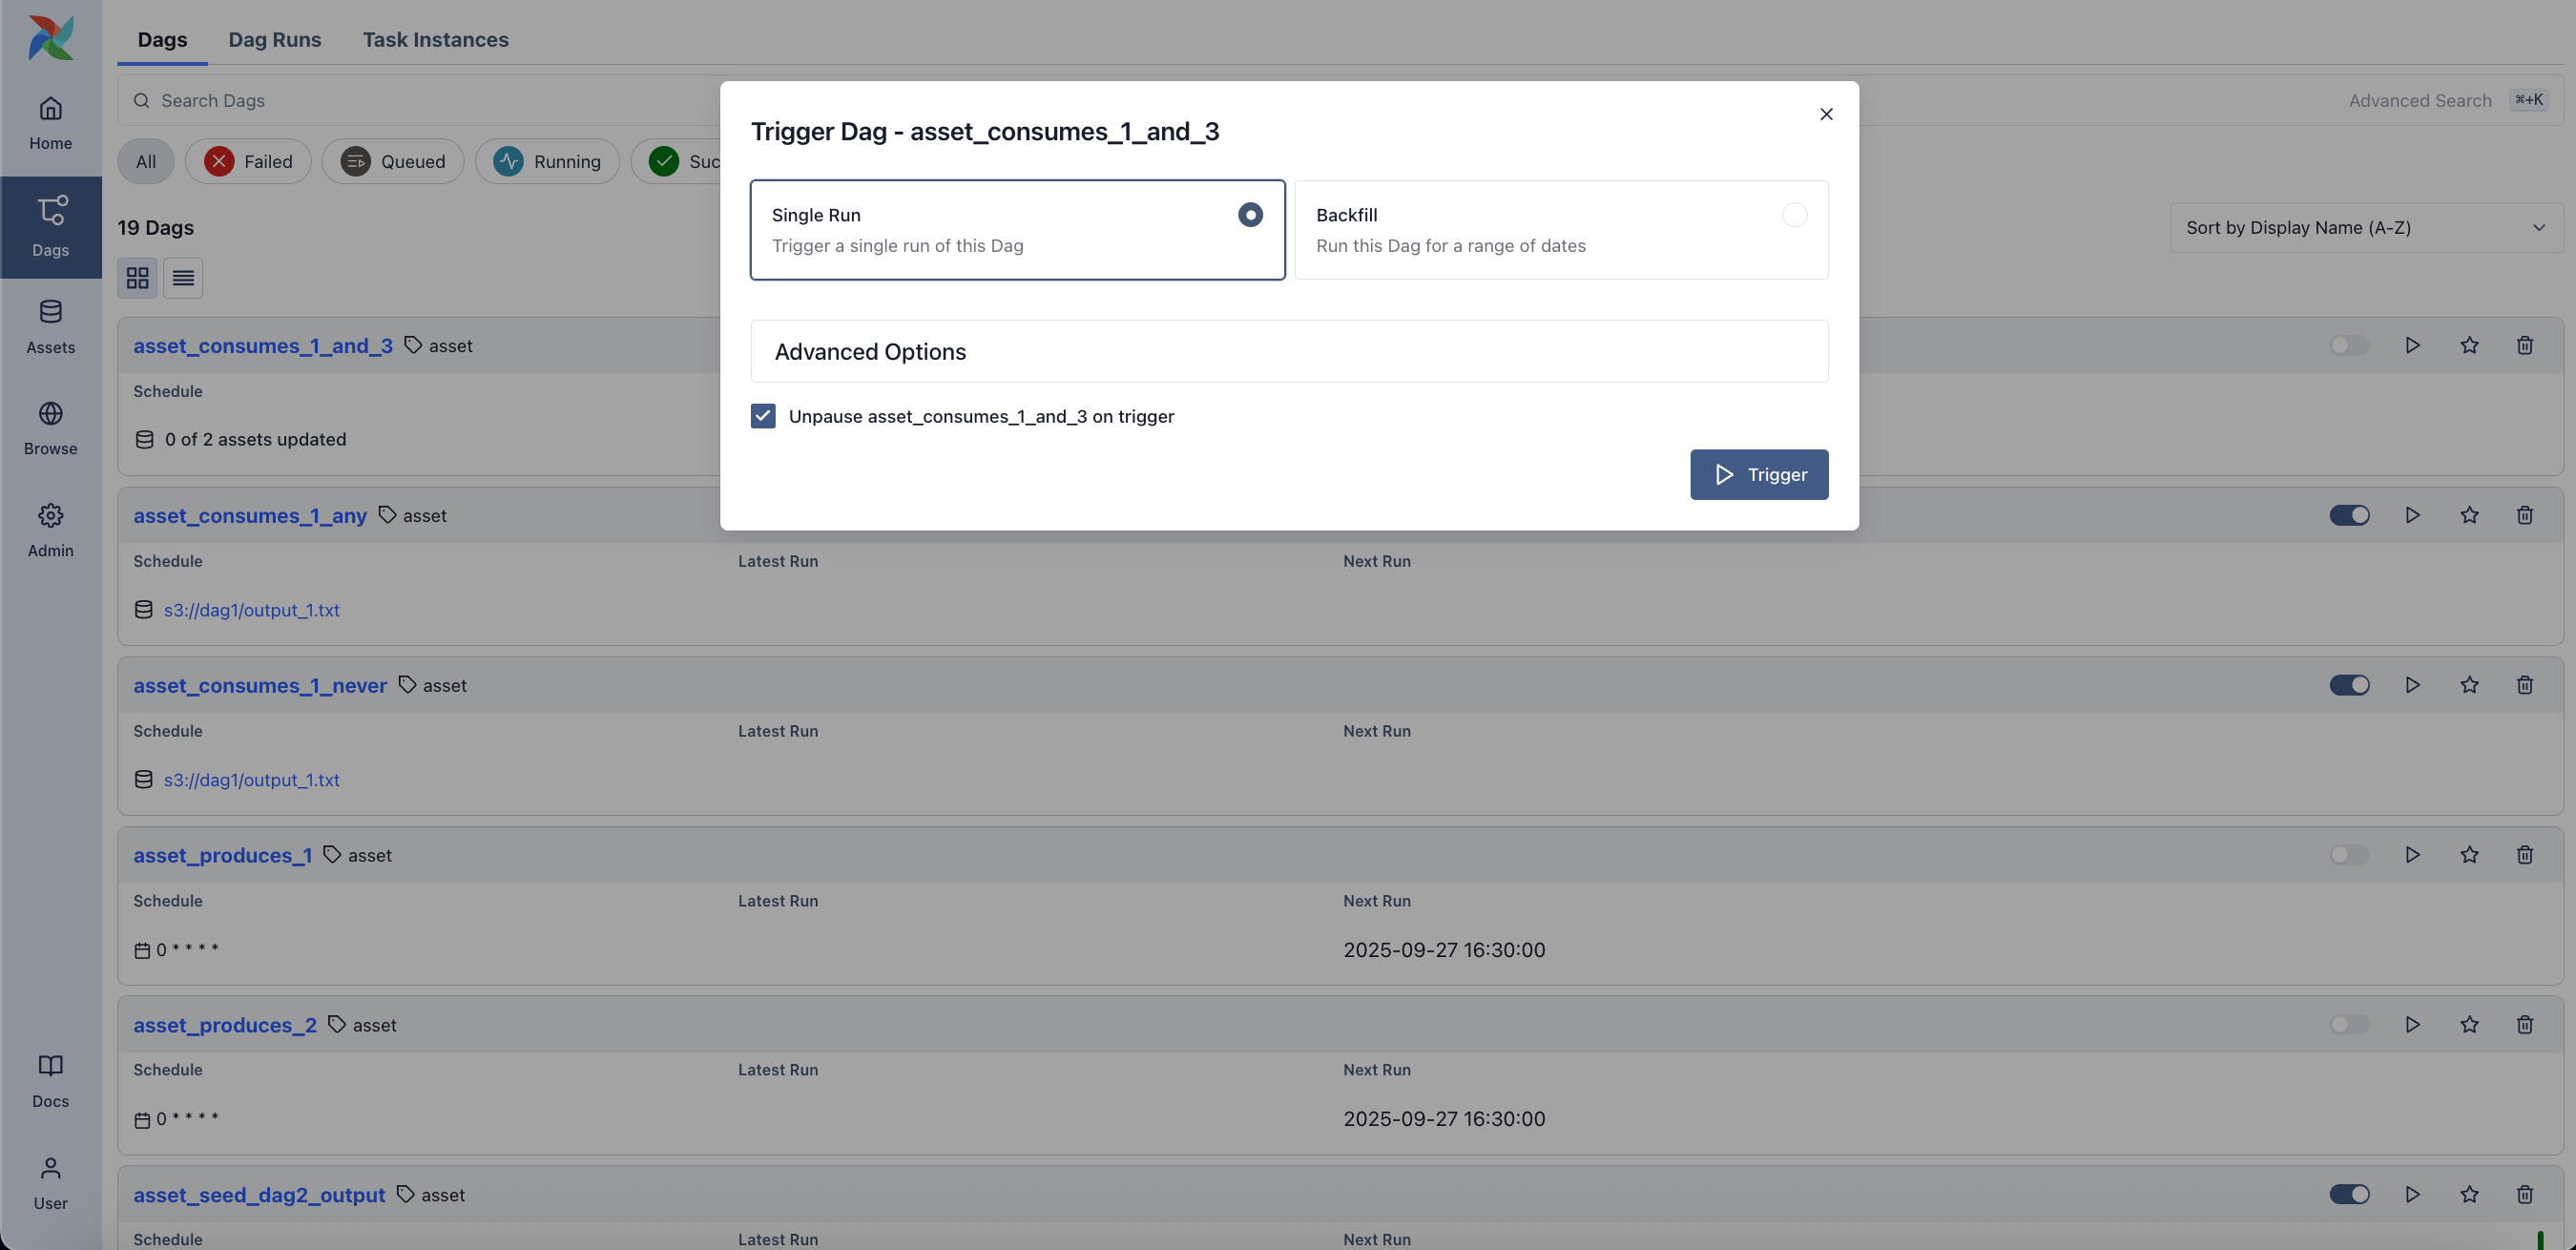 Dags Dag Runs Task Instances
Search Dags Advanced Search ⌘+K
Home
All Failed Queued Running Suc
Dags
19 Dags
Sort by Display Name (A-Z)
Assets
Browse
Admin
Docs
User
Trigger Dag - asset_consumes_1_and_3
Single Run
Trigger a single run of this Dag
Backfill
Run this Dag for a range of dates
Advanced Options
Unpause asset_consumes_1_and_3 on trigger
Trigger
asset_consumes_1_and_3 asset
Schedule
0 of 2 assets updated
asset_consumes_1_any asset
Schedule Latest Run Next Run
s3://dag1/output_1.txt
asset_consumes_1_never asset
Schedule Latest Run Next Run
s3://dag1/output_1.txt
asset_produces_1 asset
Schedule Latest Run Next Run
0 * * * * 2025-09-27 16:30:00
asset_produces_2 asset
Schedule Latest Run Next Run
0 * * * * 2025-09-27 16:30:00
asset_seed_dag2_output asset
Schedule Latest Run Next Run